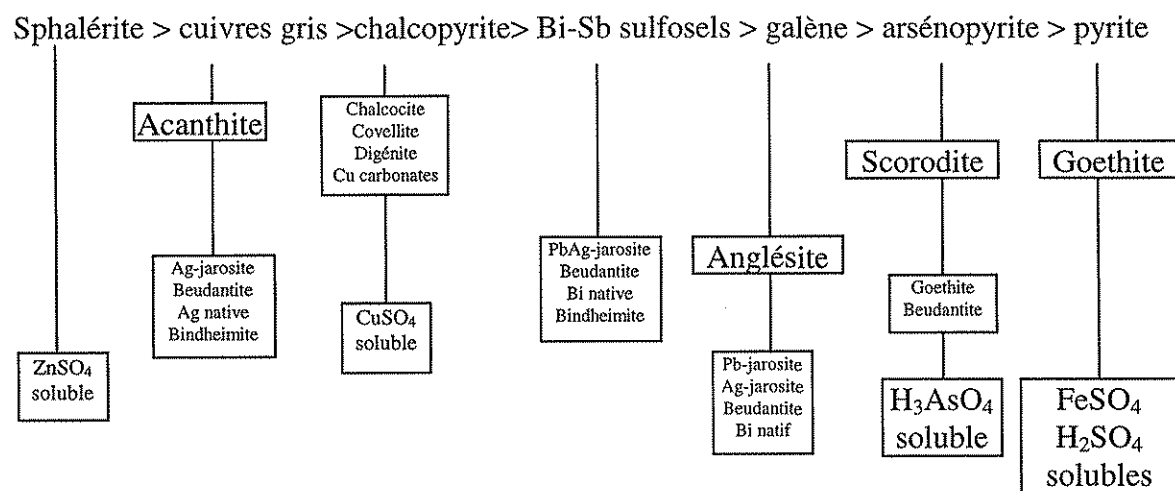 Sphalérite > cuivres gris >chalcopyrite> Bi-Sb sulfosels > galène > arsénopyrite > pyrite
Acanthite
Ag-jarosite
Beudantite
Ag native
Bindheimite
ZnSO₄
soluble
Chalcocite
Covellite
Digénite
Cu carbonates
CuSO₄
soluble
PbAg-jarosite
Beudantite
Bi native
Bindheimite
Anglésite
Pb-jarosite
Ag-jarosite
Beudantite
Bi natif
Scorodite
Goethite
Beudantite
H₃AsO₄
soluble
Goethite
FeSO₄
H₂SO₄
solubles